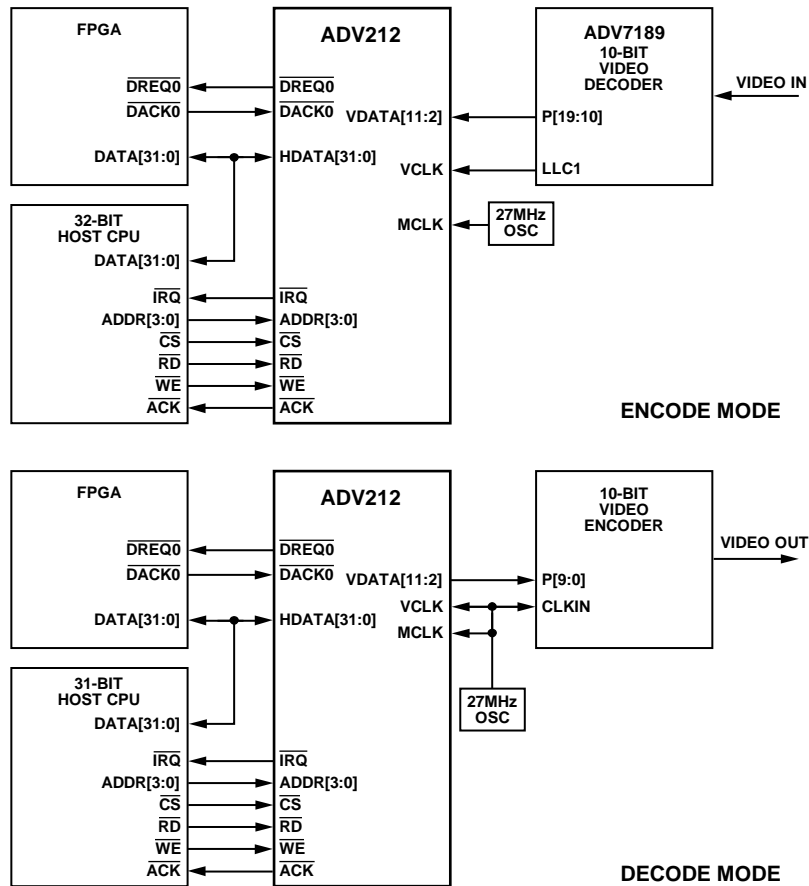 FPGA
DREQ0
DACK0
DATA[31:0]
32-BIT
HOST CPU
DATA[31:0]
IRQ
ADDR[3:0]
CS
RD
WE
ACK
ADV212
DREQ0
DACK0
HDATA[31:0]
IRQ
ADDR[3:0]
CS
RD
WE
ACK
VDATA[11:2]
VCLK
MCLK
ADV7189
10-BIT
VIDEO
DECODER
P[19:10]
LLC1
VIDEO IN
27MHz
OSC
ENCODE MODE
FPGA
DREQ0
DACK0
DATA[31:0]
31-BIT
HOST CPU
DATA[31:0]
IRQ
ADDR[3:0]
CS
RD
WE
ACK
ADV212
DREQ0
DACK0
HDATA[31:0]
IRQ
ADDR[3:0]
CS
RD
WE
ACK
VDATA[11:2]
VCLK
MCLK
10-BIT
VIDEO
ENCODER
P[9:0]
CLKIN
VIDEO OUT
27MHz
OSC
DECODE MODE